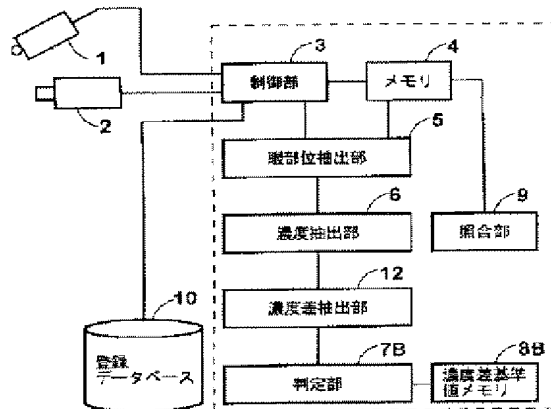 1
2
3
制御部
4
メモリ
5
眼部位抽出部
6
濃度抽出部
9
照合部
12
濃度差抽出部
10
登録
データベース
7B
判定部
8B
濃度差基準
値メモリ